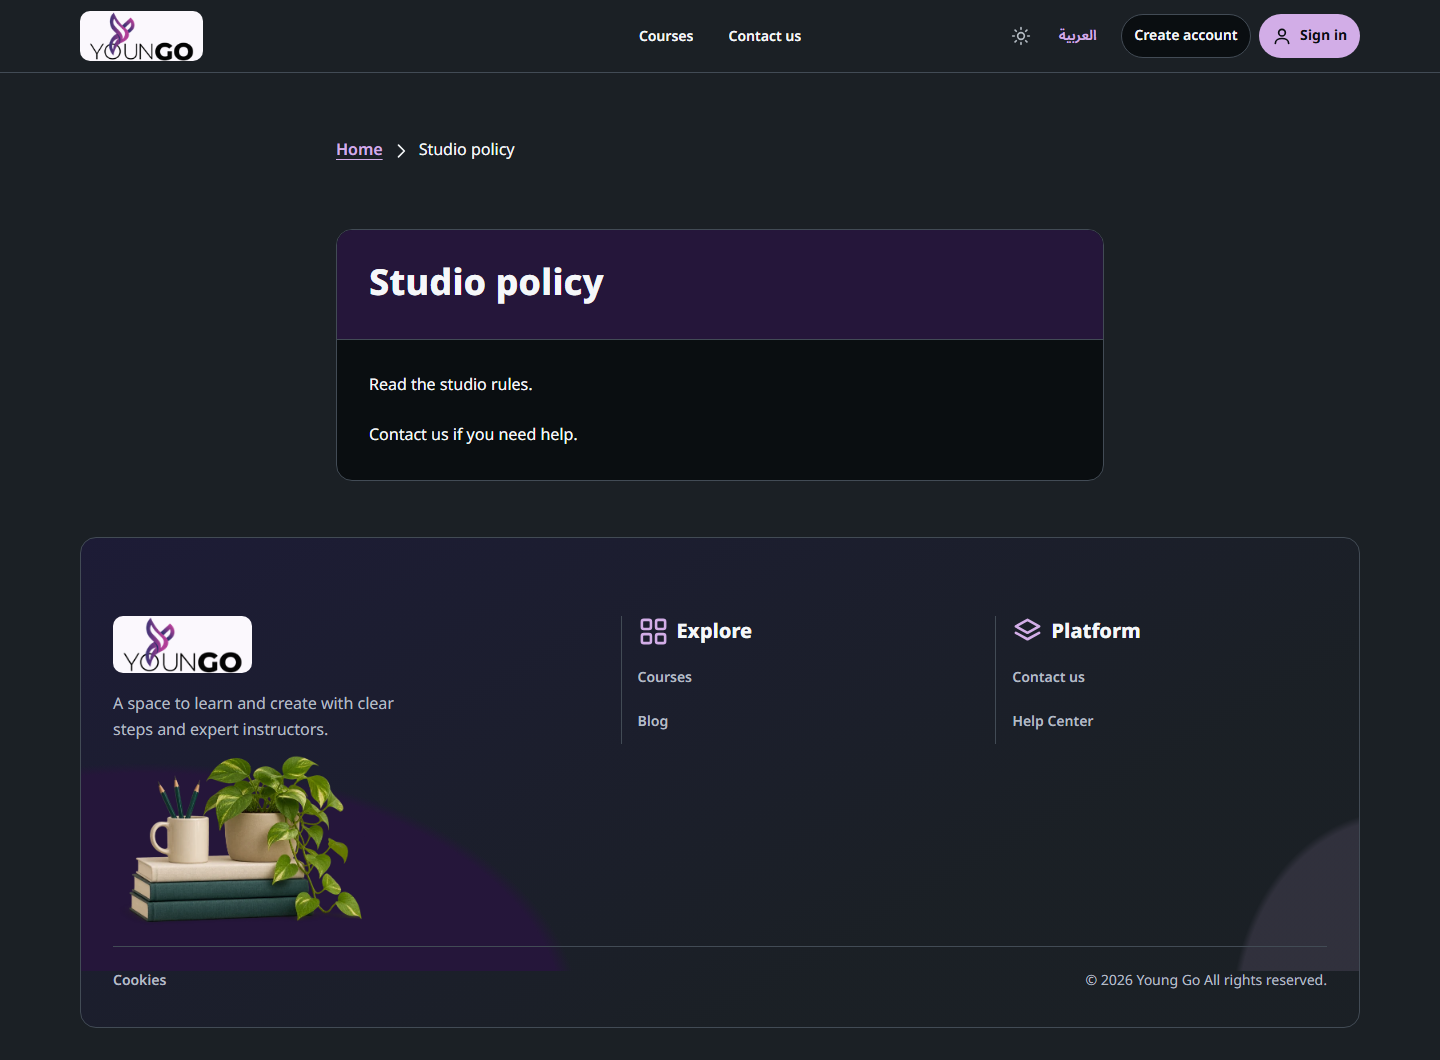 YOUNGO
Courses
Contact us
العربية
Create account
Sign in
Home
Studio policy
Studio policy
Read the studio rules.
Contact us if you need help.
YOUNGO
A space to learn and create with clear
steps and expert instructors.
Explore
Courses
Blog
Platform
Contact us
Help Center
Cookies
© 2026 Young Go All rights reserved.